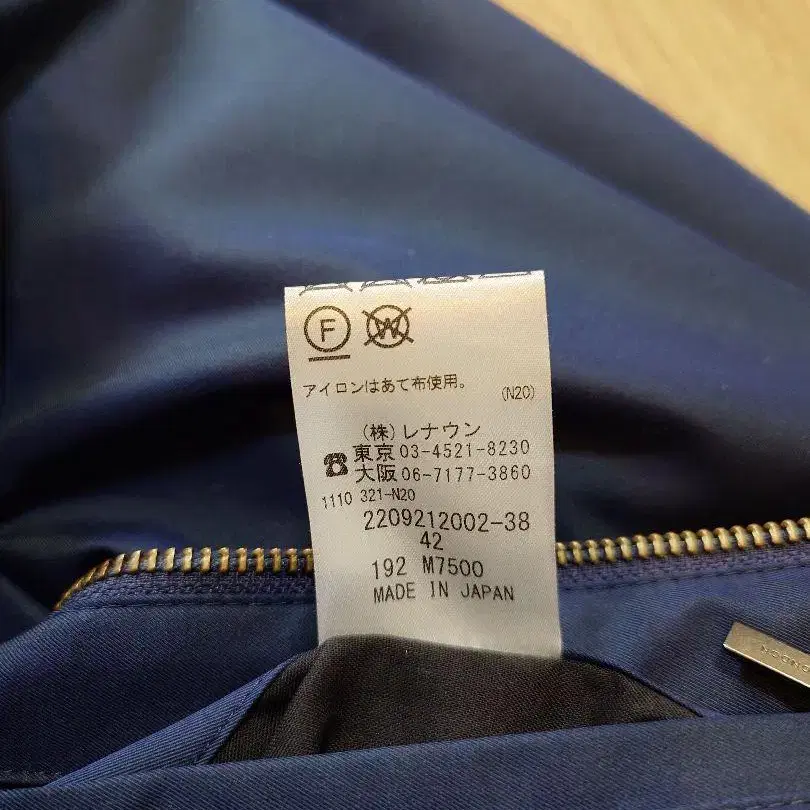 F W
アイロンはあて布使用。 (N20)
(株) レナウン
東京 03-4521-8230
☎
大阪 06-7177-3860
1110 321-N20
2209212002-38
42
192 M7500
MADE IN JAPAN